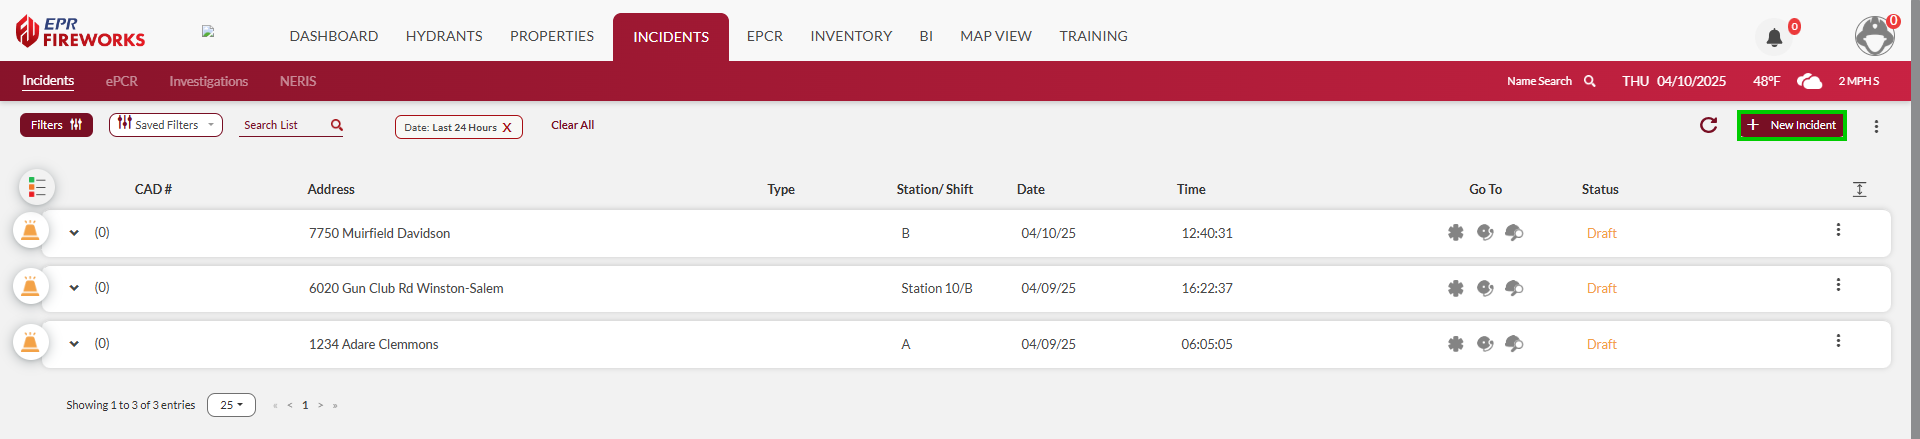 EPR
FIREWORKS
DASHBOARD HYDRANTS PROPERTIES INCIDENTS EPCR INVENTORY BI MAP VIEW TRAINING
0
0
Incidents ePCR Investigations NERIS
Name Search THU 04/10/2025 48°F 2 MPH S
Filters Saved Filters Search List Date: Last 24 Hours X Clear All
+ New Incident
CAD # Address Type Station/ Shift Date Time Go To Status
(0) 7750 Muirfield Davidson B 04/10/25 12:40:31 Draft
(0) 6020 Gun Club Rd Winston-Salem Station 10/B 04/09/25 16:22:37 Draft
(0) 1234 Adare Clemmons A 04/09/25 06:05:05 Draft
Showing 1 to 3 of 3 entries 25 « < 1 > »